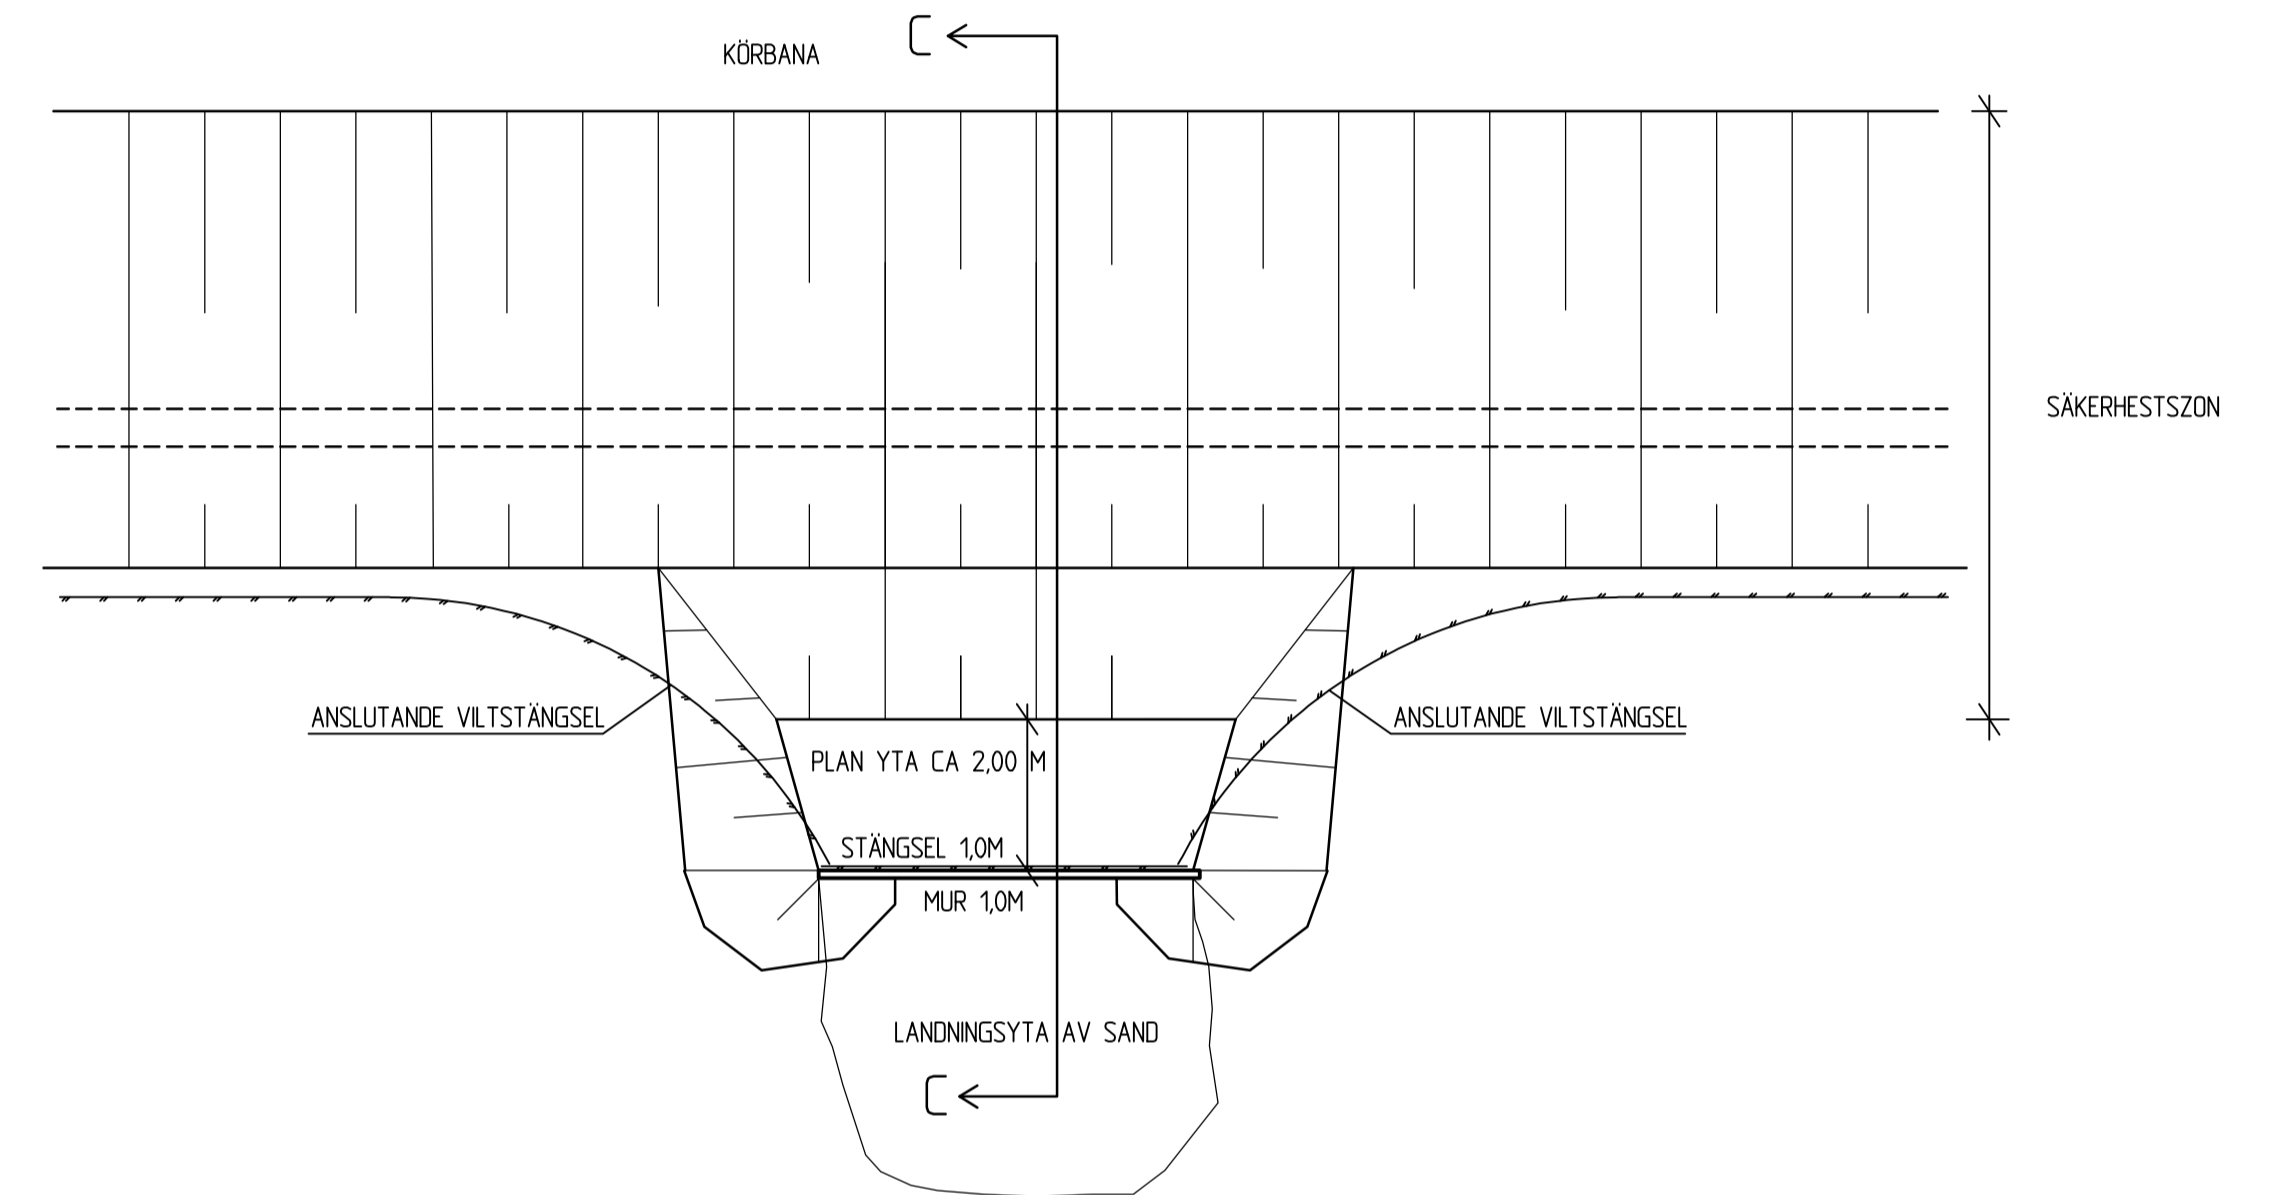 C
KÖRBANA
SÄKERHESTSZON
ANSLUTANDE VILTSTÄNGSEL
ANSLUTANDE VILTSTÄNGSEL
PLAN YTA CA 2,00 M
STÄNGSEL 1,0M
MUR 1,0M
LANDNINGSYTA AV SAND
C